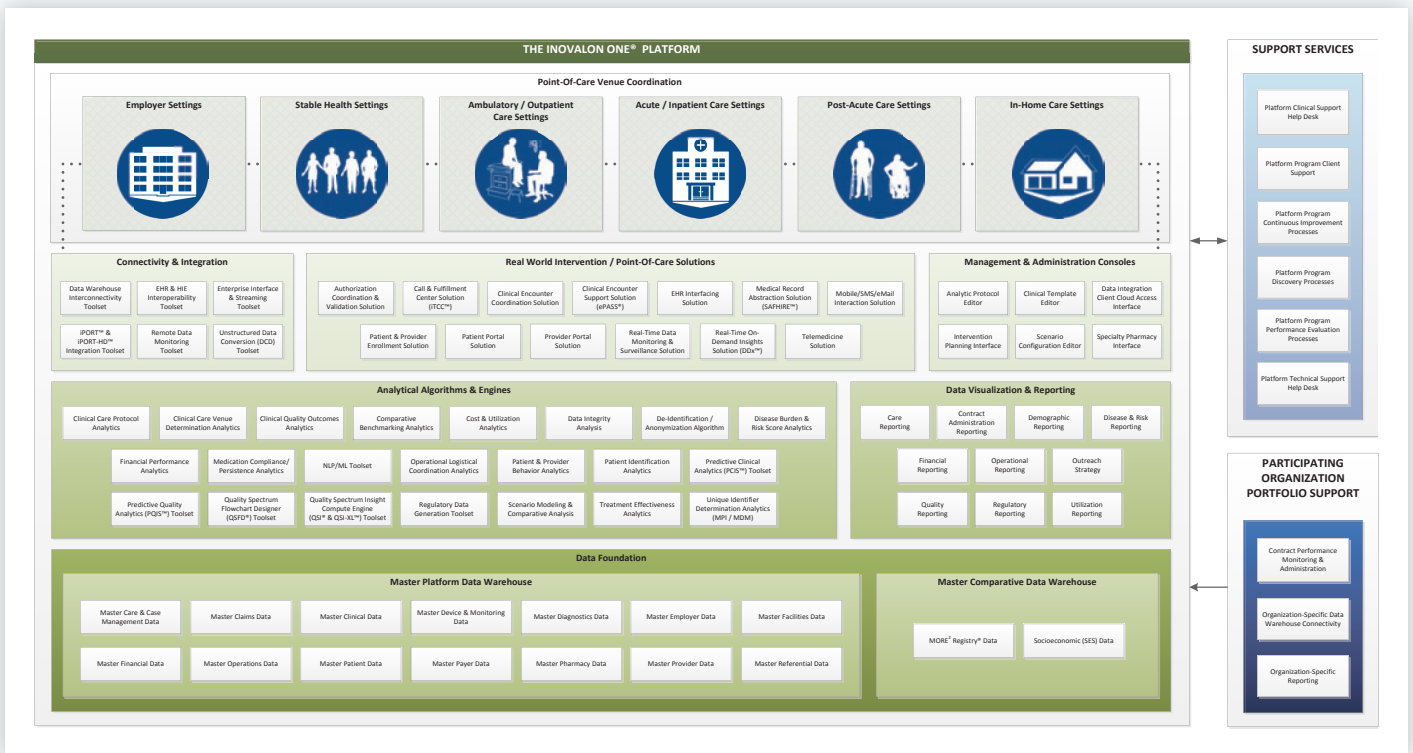 THE INOVALON ONE® PLATFORM
Point-Of-Care Venue Coordination
Employer Settings
Stable Health Settings
Ambulatory / Outpatient
Care Settings
Acute / Inpatient Care Settings
Post-Acute Care Settings
In-Home Care Settings
Connectivity & Integration
Data Warehouse
Interconnectivity
Toolset
EHR & HIE
Interoperability
Toolset
Enterprise Interface
& Streaming
Toolset
iPORT™ &
iPORT-HD™
Integration Toolset
Remote Data
Monitoring
Toolset
Unstructured Data
Conversion (DCD)
Toolset
Real World Intervention / Point-Of-Care Solutions
Authorization
Coordination &
Validation Solution
Call & Fulfillment
Center Solution
(iTCC™)
Clinical Encounter
Coordination Solution
Clinical Encounter
Support Solution
(ePASS®)
EHR Interfacing
Solution
Medical Record
Abstraction Solution
(SAFHIRE™)
Mobile/SMS/eMail
Interaction Solution
Patient & Provider
Enrollment Solution
Patient Portal
Solution
Provider Portal
Solution
Real-Time Data
Monitoring &
Surveillance Solution
Real-Time On-
Demand Insights
Solution (DDx™)
Telemedicine
Solution
Management & Administration Consoles
Analytic Protocol
Editor
Clinical Template
Editor
Data Integration
Client Cloud Access
Interface
Intervention
Planning Interface
Scenario
Configuration Editor
Specialty Pharmacy
Interface
Analytical Algorithms & Engines
Clinical Care Protocol
Analytics
Clinical Care Venue
Determination Analytics
Clinical Quality Outcomes
Analytics
Comparative
Benchmarking Analytics
Cost & Utilization
Analytics
Data Integrity
Analysis
De-Identification /
Anonymization Algorithm
Disease Burden &
Risk Score Analytics
Financial Performance
Analytics
Medication Compliance/
Persistence Analytics
NLP/ML Toolset
Operational Logistical
Coordination Analytics
Patient & Provider
Behavior Analytics
Patient Identification
Analytics
Predictive Clinical
Analytics (PCIS™) Toolset
Predictive Quality
Analytics (PQIS™) Toolset
Quality Spectrum
Flowchart Designer
(QSFD®) Toolset
Quality Spectrum Insight
Compute Engine
(QSI® & QSI-XL™) Toolset
Regulatory Data
Generation Toolset
Scenario Modeling &
Comparative Analysis
Treatment Effectiveness
Analytics
Unique Identifier
Determination Analytics
(MPI / MDM)
Data Visualization & Reporting
Care
Reporting
Contract
Administration
Reporting
Demographic
Reporting
Disease & Risk
Reporting
Financial
Reporting
Operational
Reporting
Outreach
Strategy
Quality
Reporting
Regulatory
Reporting
Utilization
Reporting
Data Foundation
Master Platform Data Warehouse
Master Care & Case
Management Data
Master Claims Data
Master Clinical Data
Master Device & Monitoring
Data
Master Diagnostics Data
Master Employer Data
Master Facilities Data
Master Financial Data
Master Operations Data
Master Patient Data
Master Payer Data
Master Pharmacy Data
Master Provider Data
Master Referential Data
Master Comparative Data Warehouse
MORE² Registry® Data
Socioeconomic (SES) Data
SUPPORT SERVICES
Platform Clinical Support
Help Desk
Platform Program Client
Support
Platform Program
Continuous Improvement
Processes
Platform Program
Discovery Processes
Platform Program
Performance Evaluation
Processes
Platform Technical Support
Help Desk
PARTICIPATING
ORGANIZATION
PORTFOLIO SUPPORT
Contract Performance
Monitoring &
Administration
Organization-Specific Data
Warehouse Connectivity
Organization-Specific
Reporting